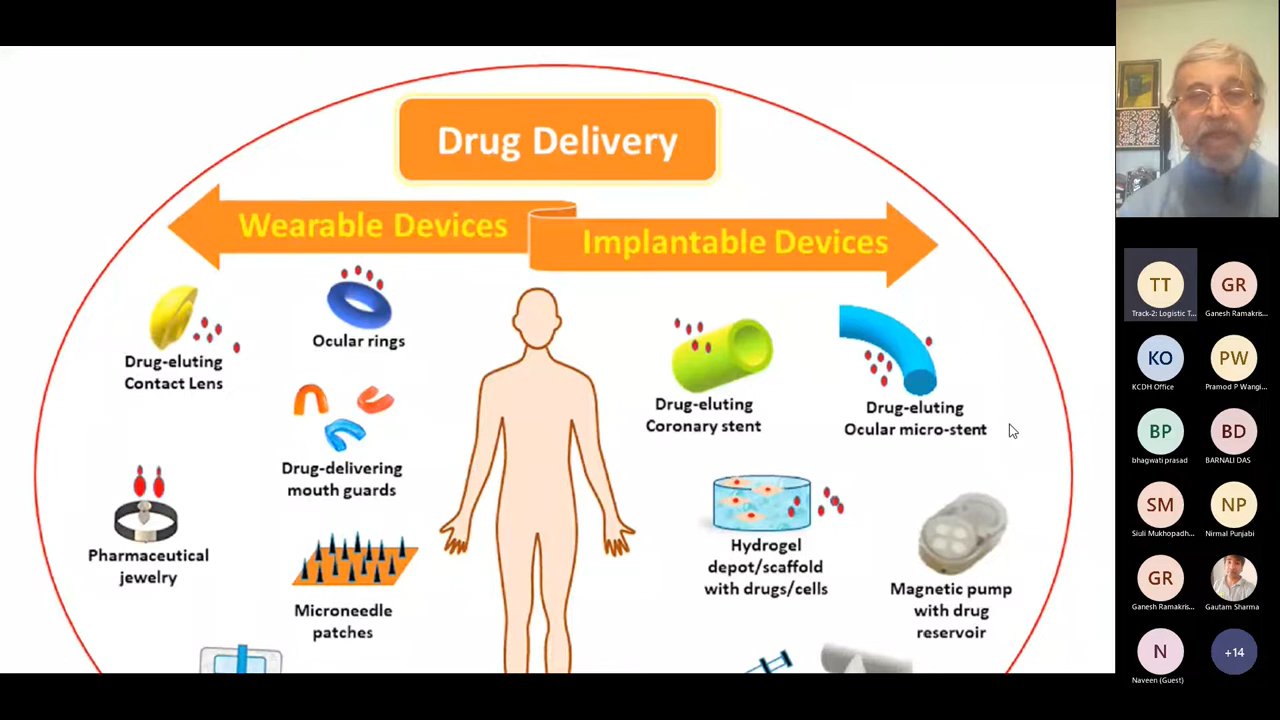 Drug Delivery
Wearable Devices
Implantable Devices
Drug-eluting
Contact Lens
Ocular rings
Drug-delivering
mouth guards
Pharmaceutical
jewelry
Microneedle
patches
Drug-eluting
Coronary stent
Drug-eluting
Ocular micro-stent
Hydrogel
depot/scaffold
with drugs/cells
Magnetic pump
with drug
reservoir
TT
Track-2: Logistic T...
GR
Ganesh Ramakris...
KO
KCDH Office
PW
Pramod P Wangi...
BP
bhagwati prasad
BD
BARNALI DAS
SM
Siuli Mukhopadh...
NP
Nirmal Punjabi
GR
Ganesh Ramakris...
Gautam Sharma
N
Naveen (Guest)
+14